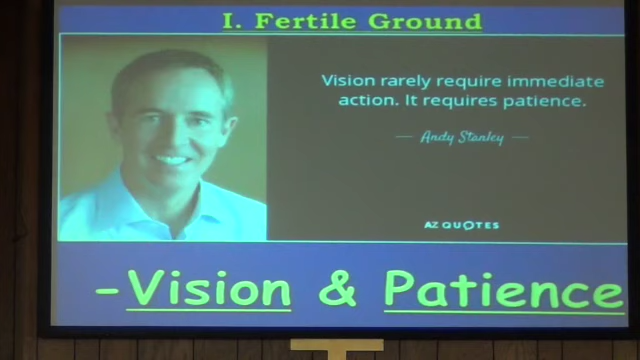 I. Fertile Ground
Vision rarely require immediate
action. It requires patience.
Andy Stanley
AZ QUOTES
-Vision & Patience